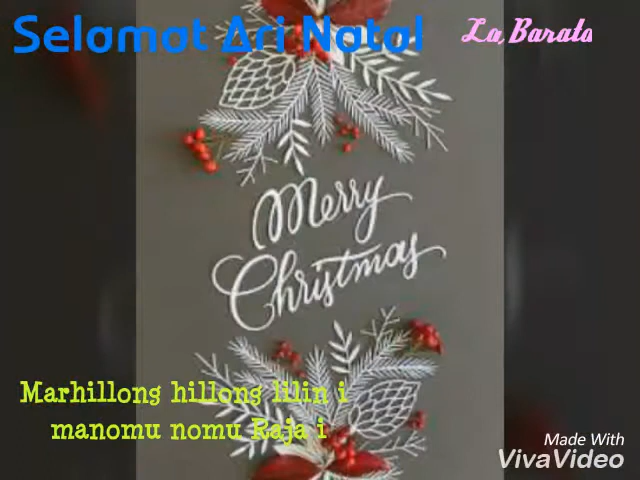 Selamat Ari Natal
La Barata
Merry
Christmas
Marhillong hillong lilin i
manomu nomu Raja i
Made With
VivaVideo